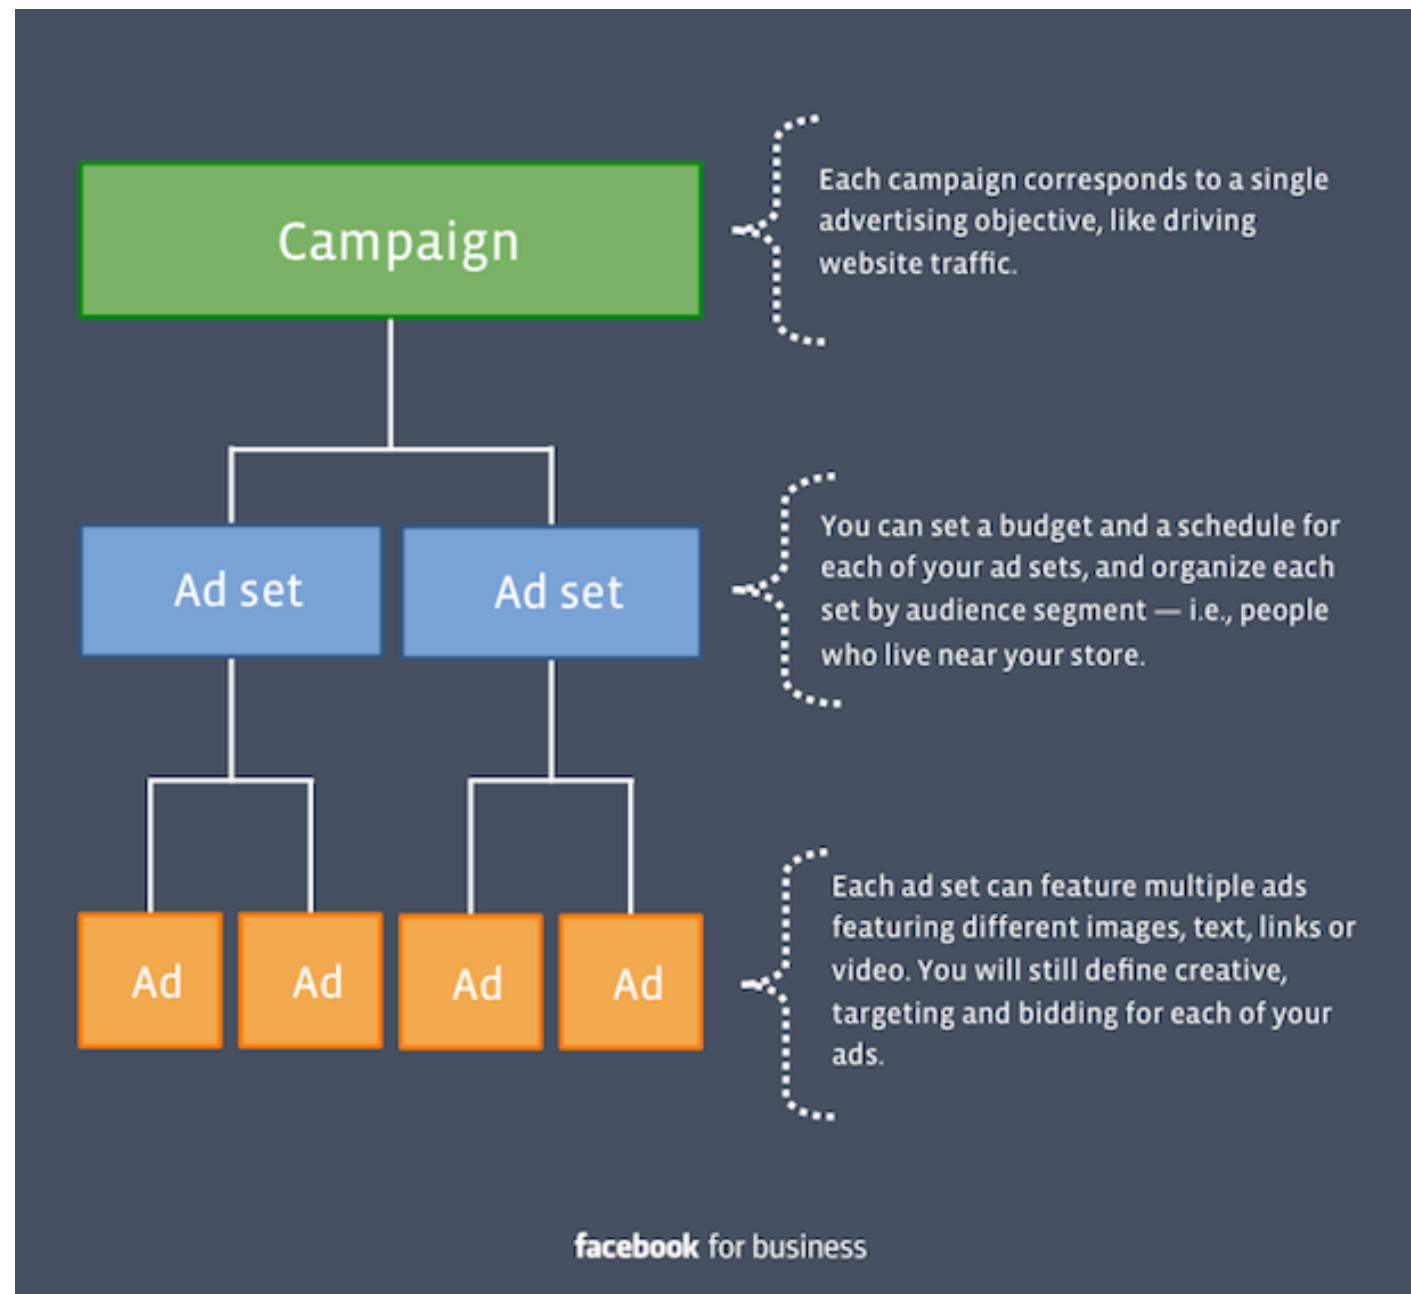 Campaign
Each campaign corresponds to a single
advertising objective, like driving
website traffic.
Ad set
Ad set
You can set a budget and a schedule for
each of your ad sets, and organize each
set by audience segment — i.e., people
who live near your store.
Ad
Ad
Ad
Ad
Each ad set can feature multiple ads
featuring different images, text, links or
video. You will still define creative,
targeting and bidding for each of your
ads.
facebook for business